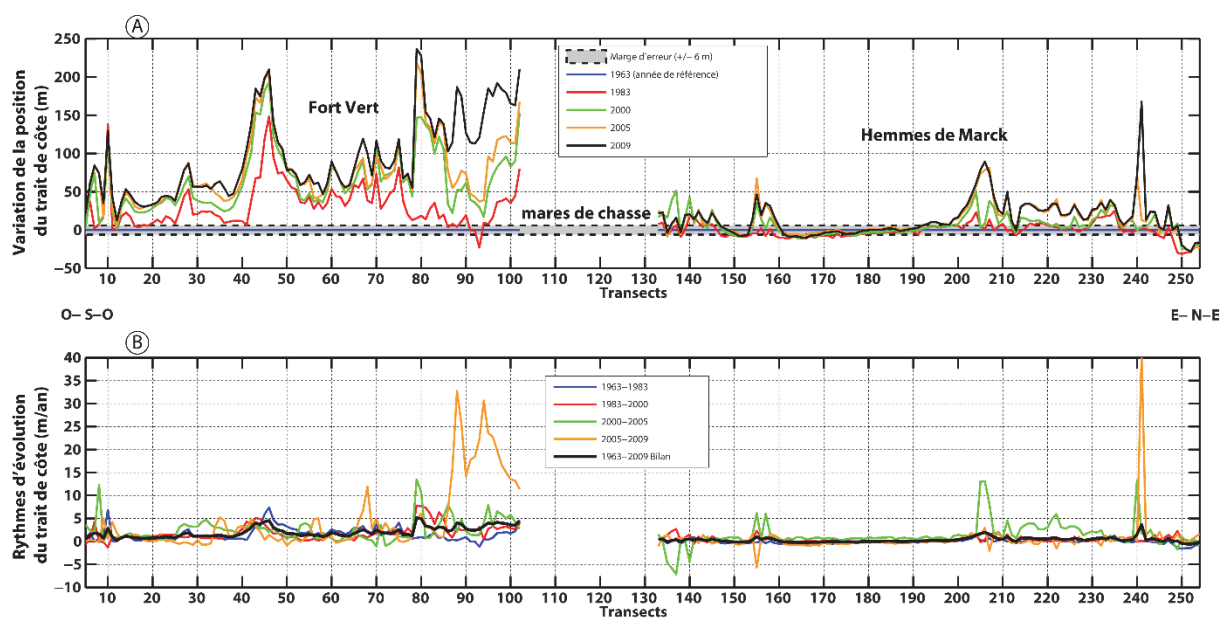 A
Variation de la position
du trait de côte (m)
250
200
150
100
50
0
−50
Fort Vert
mares de chasse
Hemmes de Marck
Marge d'erreur (+/− 6 m)
1963 (année de référence)
1983
2000
2005
2009
10 20 30 40 50 60 70 80 90 100 110 120 130 140 150 160 170 180 190 200 210 220 230 240 250
Transects
O− S−O
E− N−E
B
Rythmes d'évolution
du trait de côte (m/an)
40
35
30
25
20
15
10
5
0
−5
−10
1963−1983
1983−2000
2000−2005
2005−2009
1963−2009 Bilan
10 20 30 40 50 60 70 80 90 100 110 120 130 140 150 160 170 180 190 200 210 220 230 240 250
Transects